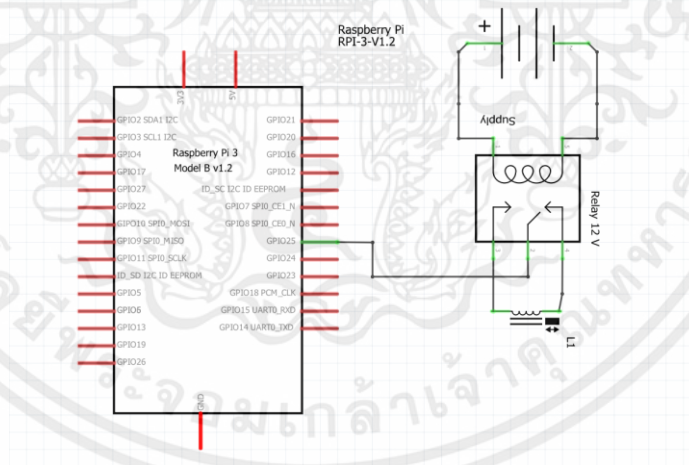 Raspberry Pi
RPI-3-V1.2
+
Supply
3V3
5V
GPIO2 SDA1 I2C
GPIO3 SCL1 I2C
GPIO4
GPIO17
GPIO27
GPIO22
GPIO10 SPI0_MOSI
GPIO9 SPI0_MISO
GPIO11 SPI0_SCLK
ID_SD I2C ID EEPROM
GPIO5
GPIO6
GPIO13
GPIO19
GPIO26
Raspberry Pi 3
Model B v1.2
GPIO21
GPIO20
GPIO16
GPIO12
ID_SC I2C ID EEPROM
GPIO7 SPI0_CE1_N
GPIO8 SPI0_CE0_N
GPIO25
GPIO24
GPIO23
GPIO18 PCM_CLK
GPIO15 UART0_RXD
GPIO14 UART0_TXD
GND
Relay 12 V
L1